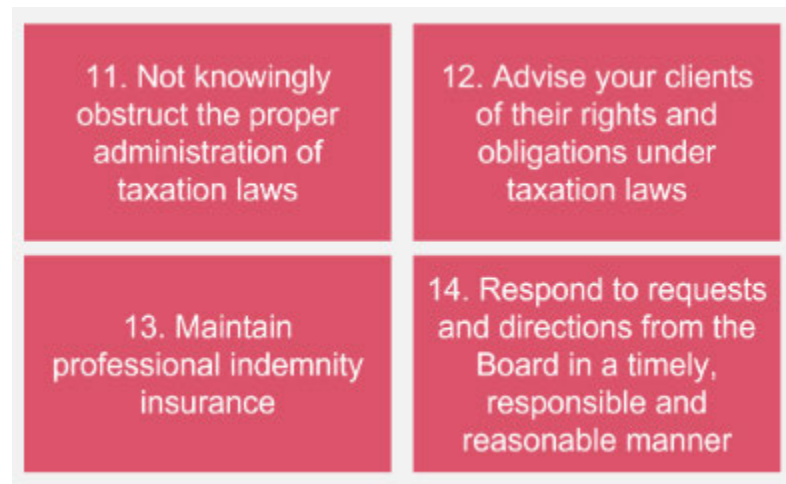 11. Not knowingly
obstruct the proper
administration of
taxation laws
12. Advise your clients
of their rights and
obligations under
taxation laws
13. Maintain
professional indemnity
insurance
14. Respond to requests
and directions from the
Board in a timely,
responsible and
reasonable manner